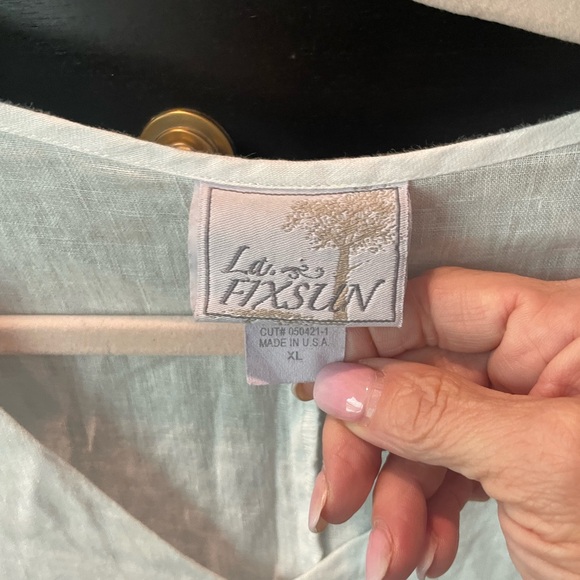 La.
FIXSUN
CUT# 050421-1
MADE IN U.S.A.
XL